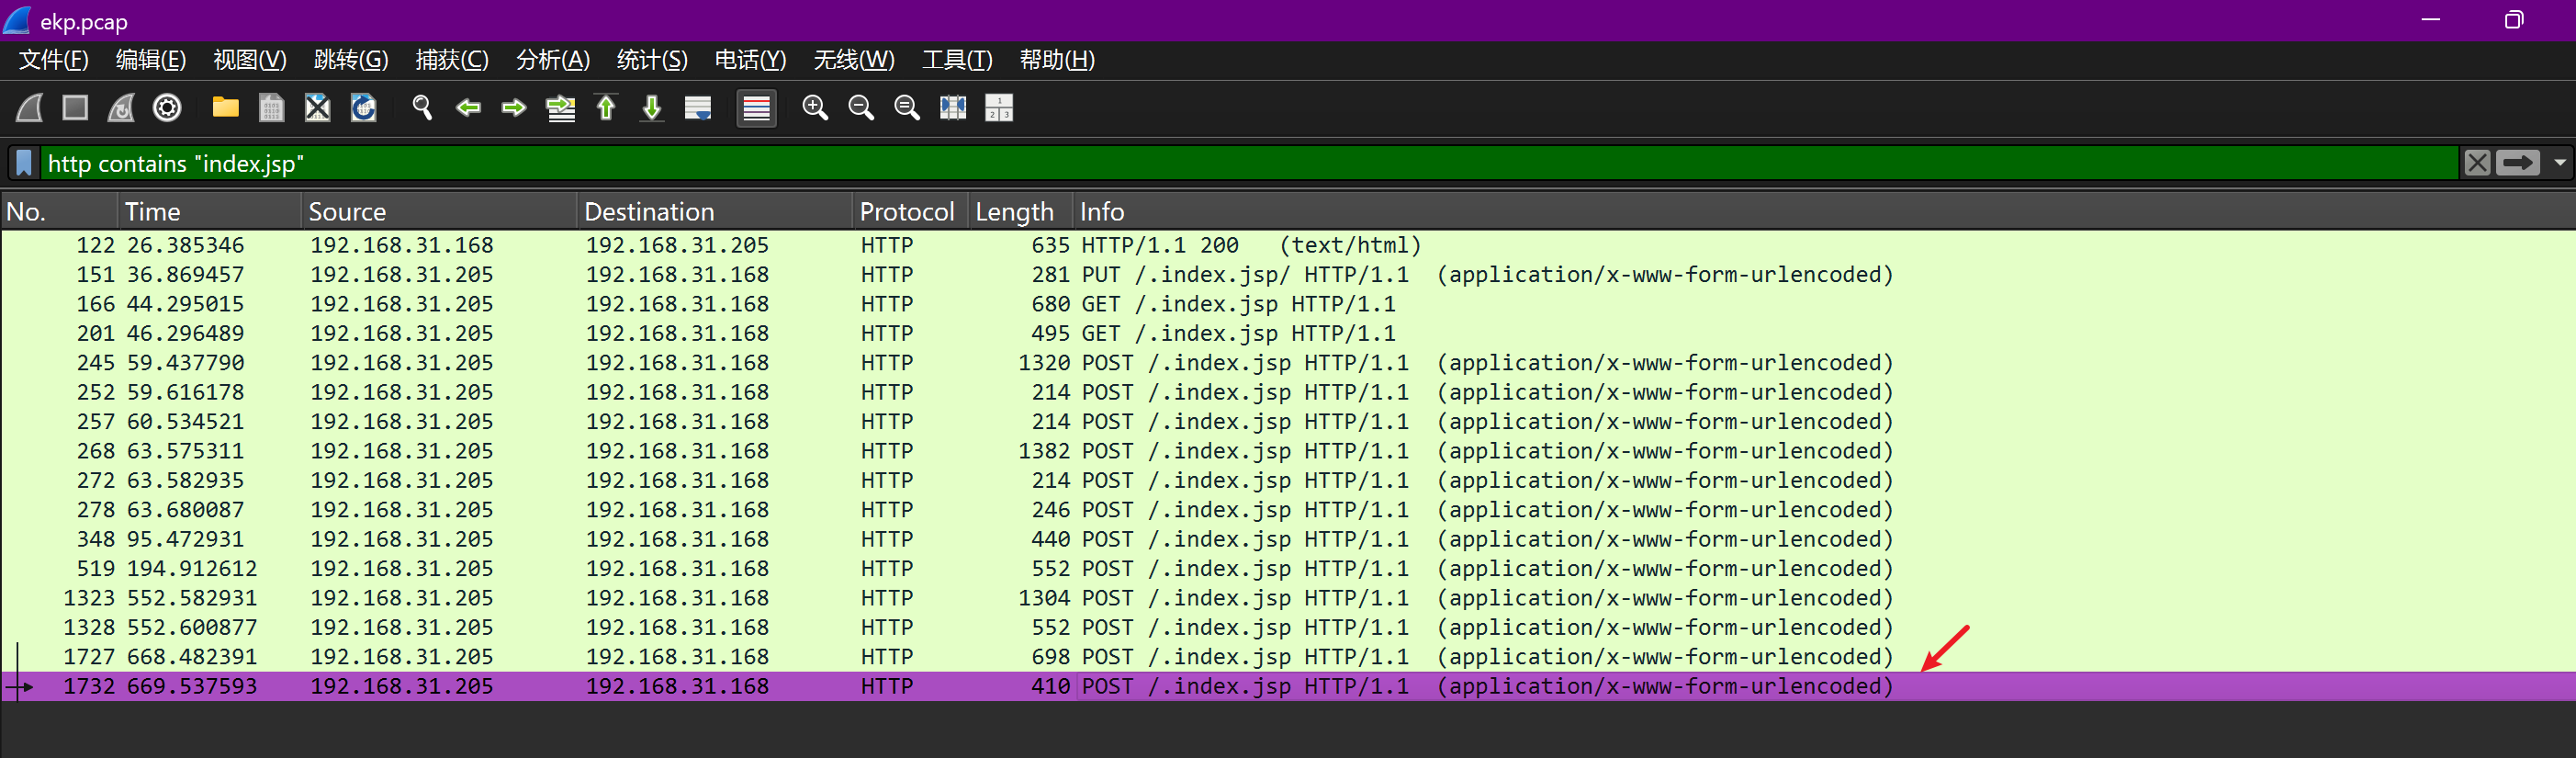 ekp.pcap
文件(F) 编辑(E) 视图(V) 跳转(G) 捕获(C) 分析(A) 统计(S) 电话(Y) 无线(W) 工具(T) 帮助(H)
http contains "index.jsp"
No. Time Source Destination Protocol Length Info
122 26.385346 192.168.31.168 192.168.31.205 HTTP 635 HTTP/1.1 200 (text/html)
151 36.869457 192.168.31.205 192.168.31.168 HTTP 281 PUT /.index.jsp/ HTTP/1.1 (application/x-www-form-urlencoded)
166 44.295015 192.168.31.205 192.168.31.168 HTTP 680 GET /.index.jsp HTTP/1.1
201 46.296489 192.168.31.205 192.168.31.168 HTTP 495 GET /.index.jsp HTTP/1.1
245 59.437790 192.168.31.205 192.168.31.168 HTTP 1320 POST /.index.jsp HTTP/1.1 (application/x-www-form-urlencoded)
252 59.616178 192.168.31.205 192.168.31.168 HTTP 214 POST /.index.jsp HTTP/1.1 (application/x-www-form-urlencoded)
257 60.534521 192.168.31.205 192.168.31.168 HTTP 214 POST /.index.jsp HTTP/1.1 (application/x-www-form-urlencoded)
268 63.575311 192.168.31.205 192.168.31.168 HTTP 1382 POST /.index.jsp HTTP/1.1 (application/x-www-form-urlencoded)
272 63.582935 192.168.31.205 192.168.31.168 HTTP 214 POST /.index.jsp HTTP/1.1 (application/x-www-form-urlencoded)
278 63.680087 192.168.31.205 192.168.31.168 HTTP 246 POST /.index.jsp HTTP/1.1 (application/x-www-form-urlencoded)
348 95.472931 192.168.31.205 192.168.31.168 HTTP 440 POST /.index.jsp HTTP/1.1 (application/x-www-form-urlencoded)
519 194.912612 192.168.31.205 192.168.31.168 HTTP 552 POST /.index.jsp HTTP/1.1 (application/x-www-form-urlencoded)
1323 552.582931 192.168.31.205 192.168.31.168 HTTP 1304 POST /.index.jsp HTTP/1.1 (application/x-www-form-urlencoded)
1328 552.600877 192.168.31.205 192.168.31.168 HTTP 552 POST /.index.jsp HTTP/1.1 (application/x-www-form-urlencoded)
1727 668.482391 192.168.31.205 192.168.31.168 HTTP 698 POST /.index.jsp HTTP/1.1 (application/x-www-form-urlencoded)
1732 669.537593 192.168.31.205 192.168.31.168 HTTP 410 POST /.index.jsp HTTP/1.1 (application/x-www-form-urlencoded)